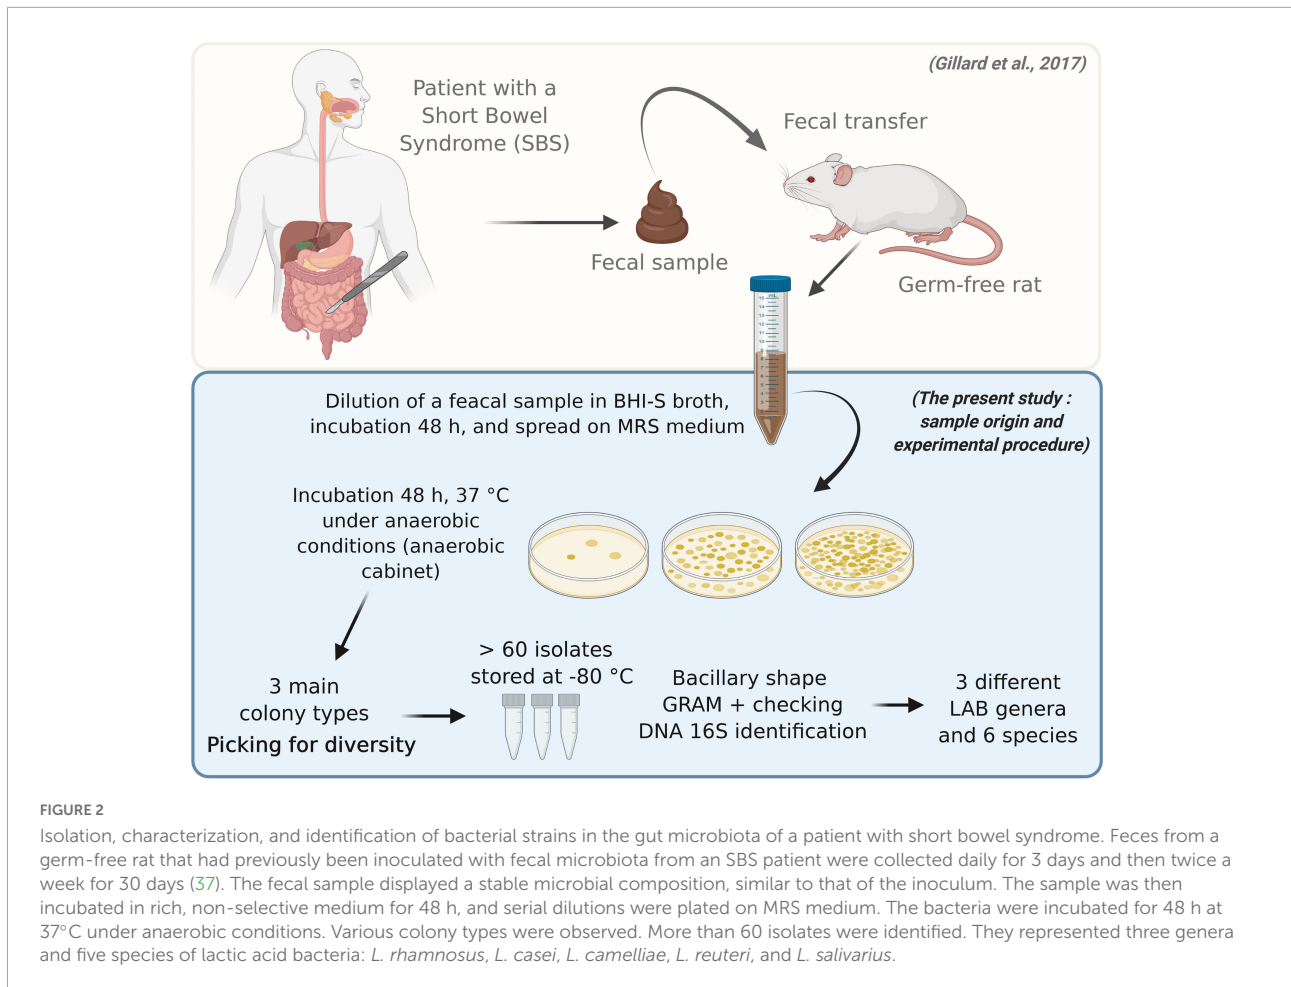 (Gillard et al., 2017)
Patient with a
Short Bowel
Syndrome (SBS)
Fecal transfer
Fecal sample
Germ-free rat
Dilution of a feacal sample in BHI-S broth,
incubation 48 h, and spread on MRS medium
(The present study :
sample origin and
experimental procedure)
Incubation 48 h, 37 °C
under anaerobic
conditions (anaerobic
cabinet)
3 main
colony types
Picking for diversity
> 60 isolates
stored at -80 °C
Bacillary shape
GRAM + checking
DNA 16S identification
3 different
LAB genera
and 6 species
FIGURE 2
Isolation, characterization, and identification of bacterial strains in the gut microbiota of a patient with short bowel syndrome. Feces from a
germ-free rat that had previously been inoculated with fecal microbiota from an SBS patient were collected daily for 3 days and then twice a
week for 30 days (37). The fecal sample displayed a stable microbial composition, similar to that of the inoculum. The sample was then
incubated in rich, non-selective medium for 48 h, and serial dilutions were plated on MRS medium. The bacteria were incubated for 48 h at
37°C under anaerobic conditions. Various colony types were observed. More than 60 isolates were identified. They represented three genera
and five species of lactic acid bacteria: L. rhamnosus, L. casei, L. camelliae, L. reuteri, and L. salivarius.